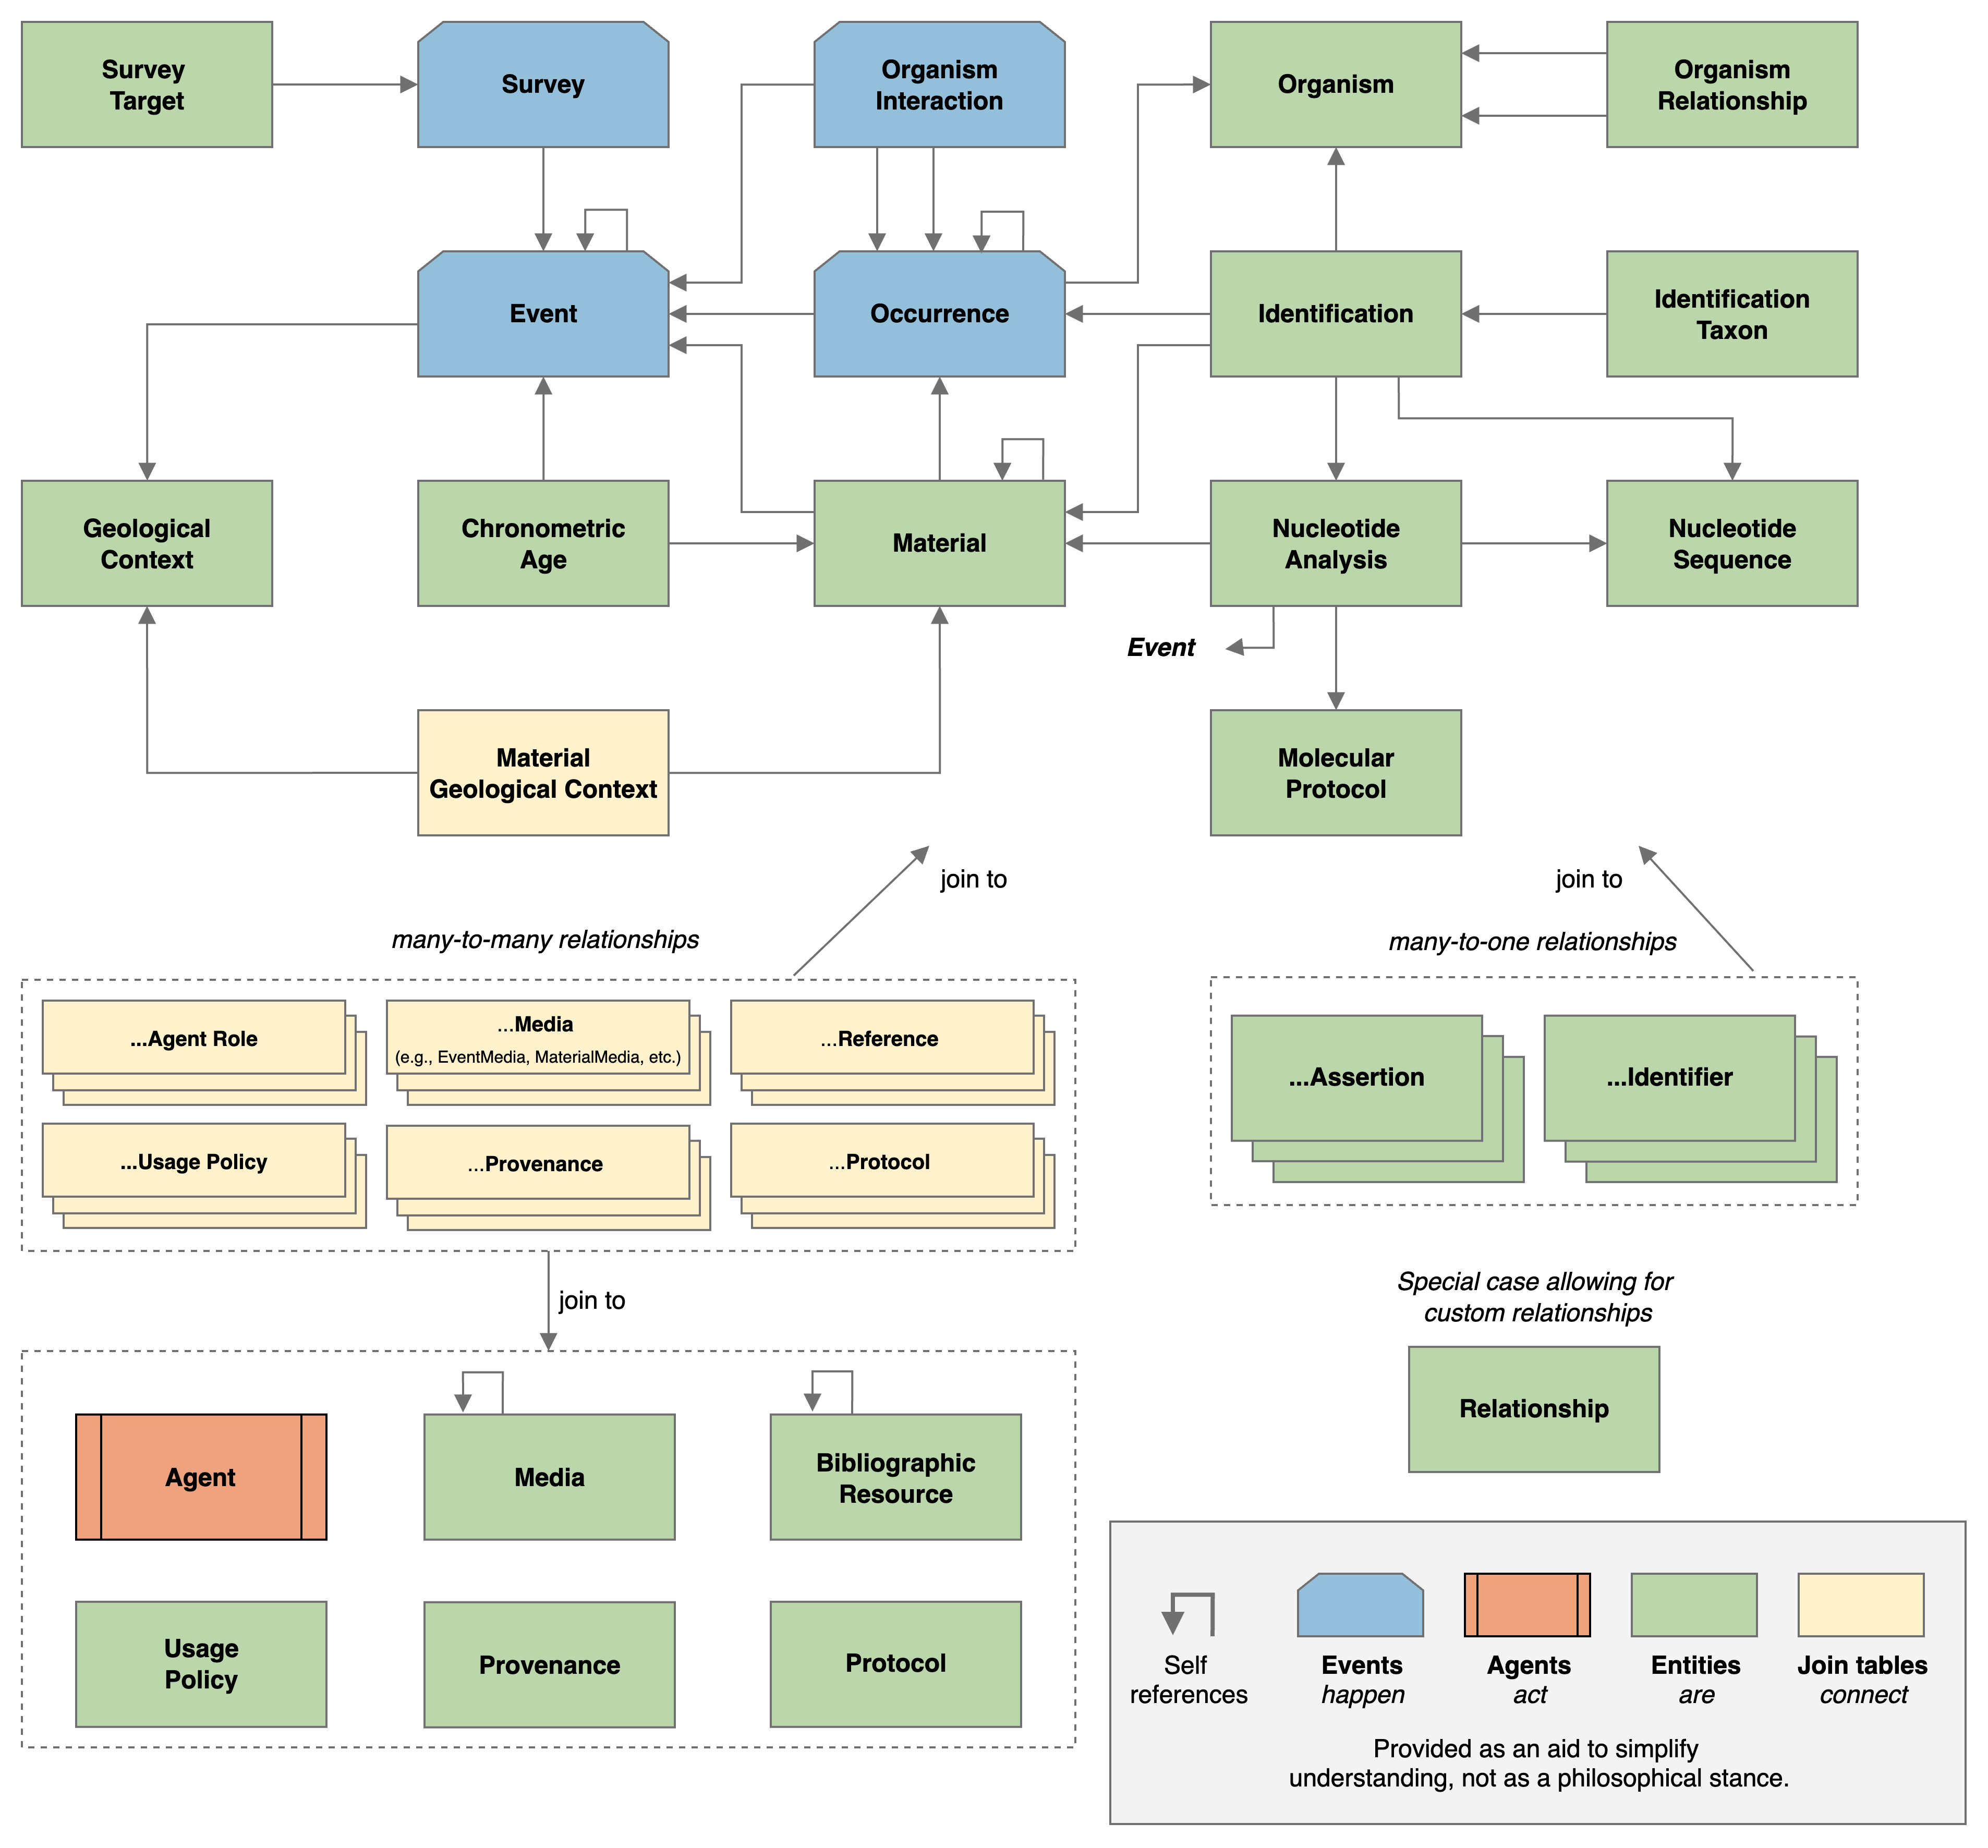 Survey
Target
Survey
Organism
Interaction
Organism
Organism
Relationship
Event
Occurrence
Identification
Identification
Taxon
Geological
Context
Chronometric
Age
Material
Nucleotide
Analysis
Nucleotide
Sequence
Event
Material
Geological Context
Molecular
Protocol
join to
join to
many-to-many relationships
many-to-one relationships
...Agent Role
...Media
(e.g., EventMedia, MaterialMedia, etc.)
...Reference
...Usage Policy
...Provenance
...Protocol
...Assertion
...Identifier
join to
Special case allowing for
custom relationships
Relationship
Agent
Media
Bibliographic
Resource
Usage
Policy
Provenance
Protocol
Self
references
Events
happen
Agents
act
Entities
are
Join tables
connect
Provided as an aid to simplify
understanding, not as a philosophical stance.